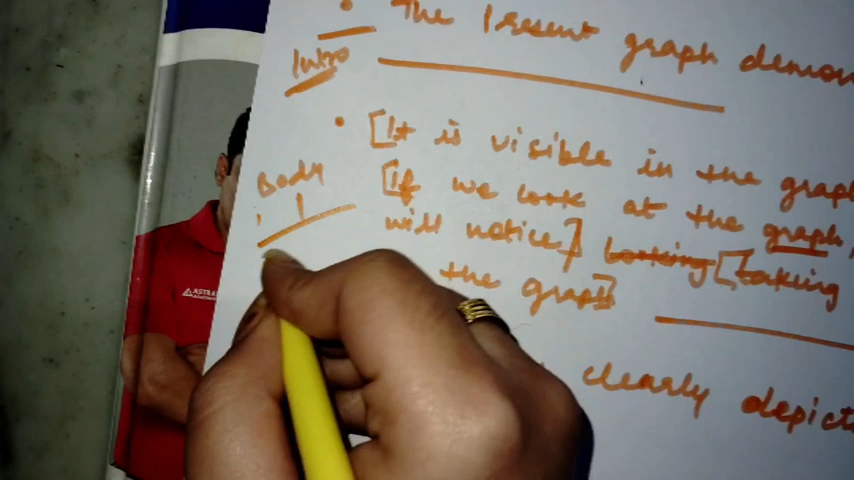 • The Present graph demon
Intro
• [It is visible in the graph
Body 1
[If we look at the graph,
will notice] looking [taking
the graph]
clearly depict